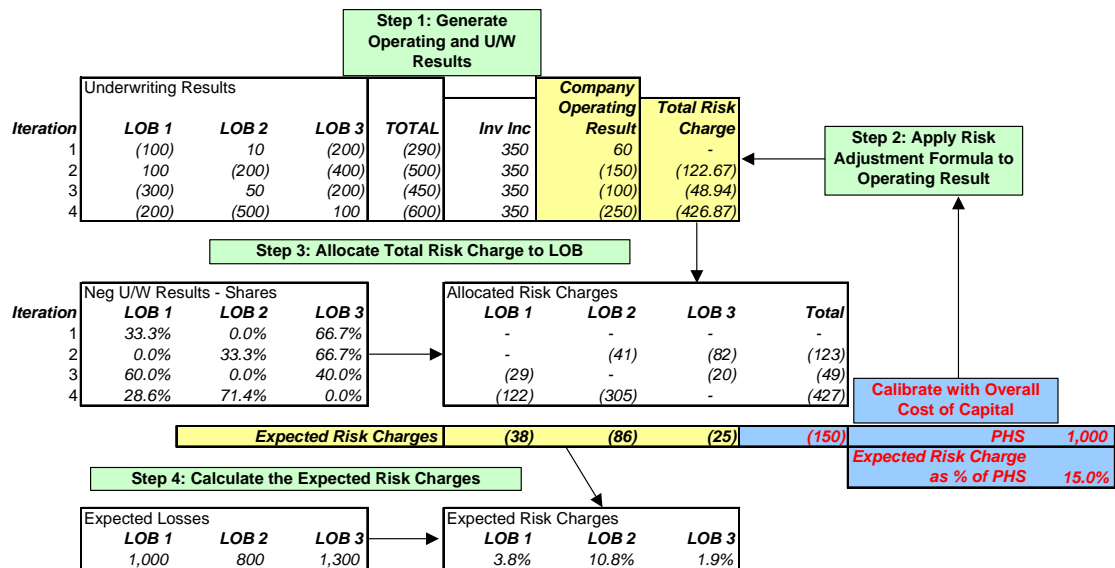 Step 1: Generate
Operating and U/W
Results
Underwriting Results
Company
Operating Total Risk
Iteration LOB 1 LOB 2 LOB 3 TOTAL Inv Inc Result Charge
1 (100) 10 (200) (290) 350 60 -
2 100 (200) (400) (500) 350 (150) (122.67)
3 (300) 50 (200) (450) 350 (100) (48.94)
4 (200) (500) 100 (600) 350 (250) (426.87)
Step 2: Apply Risk
Adjustment Formula to
Operating Result
Step 3: Allocate Total Risk Charge to LOB
Neg U/W Results - Shares
Iteration LOB 1 LOB 2 LOB 3
1 33.3% 0.0% 66.7%
2 0.0% 33.3% 66.7%
3 60.0% 0.0% 40.0%
4 28.6% 71.4% 0.0%
Allocated Risk Charges
LOB 1 LOB 2 LOB 3 Total
- - - -
- (41) (82) (123)
(29) - (20) (49)
(122) (305) - (427)
Calibrate with Overall
Cost of Capital
Expected Risk Charges (38) (86) (25) (150) PHS 1,000
Expected Risk Charge
as % of PHS 15.0%
Step 4: Calculate the Expected Risk Charges
Expected Losses
LOB 1 LOB 2 LOB 3
1,000 800 1,300
Expected Risk Charges
LOB 1 LOB 2 LOB 3
3.8% 10.8% 1.9%